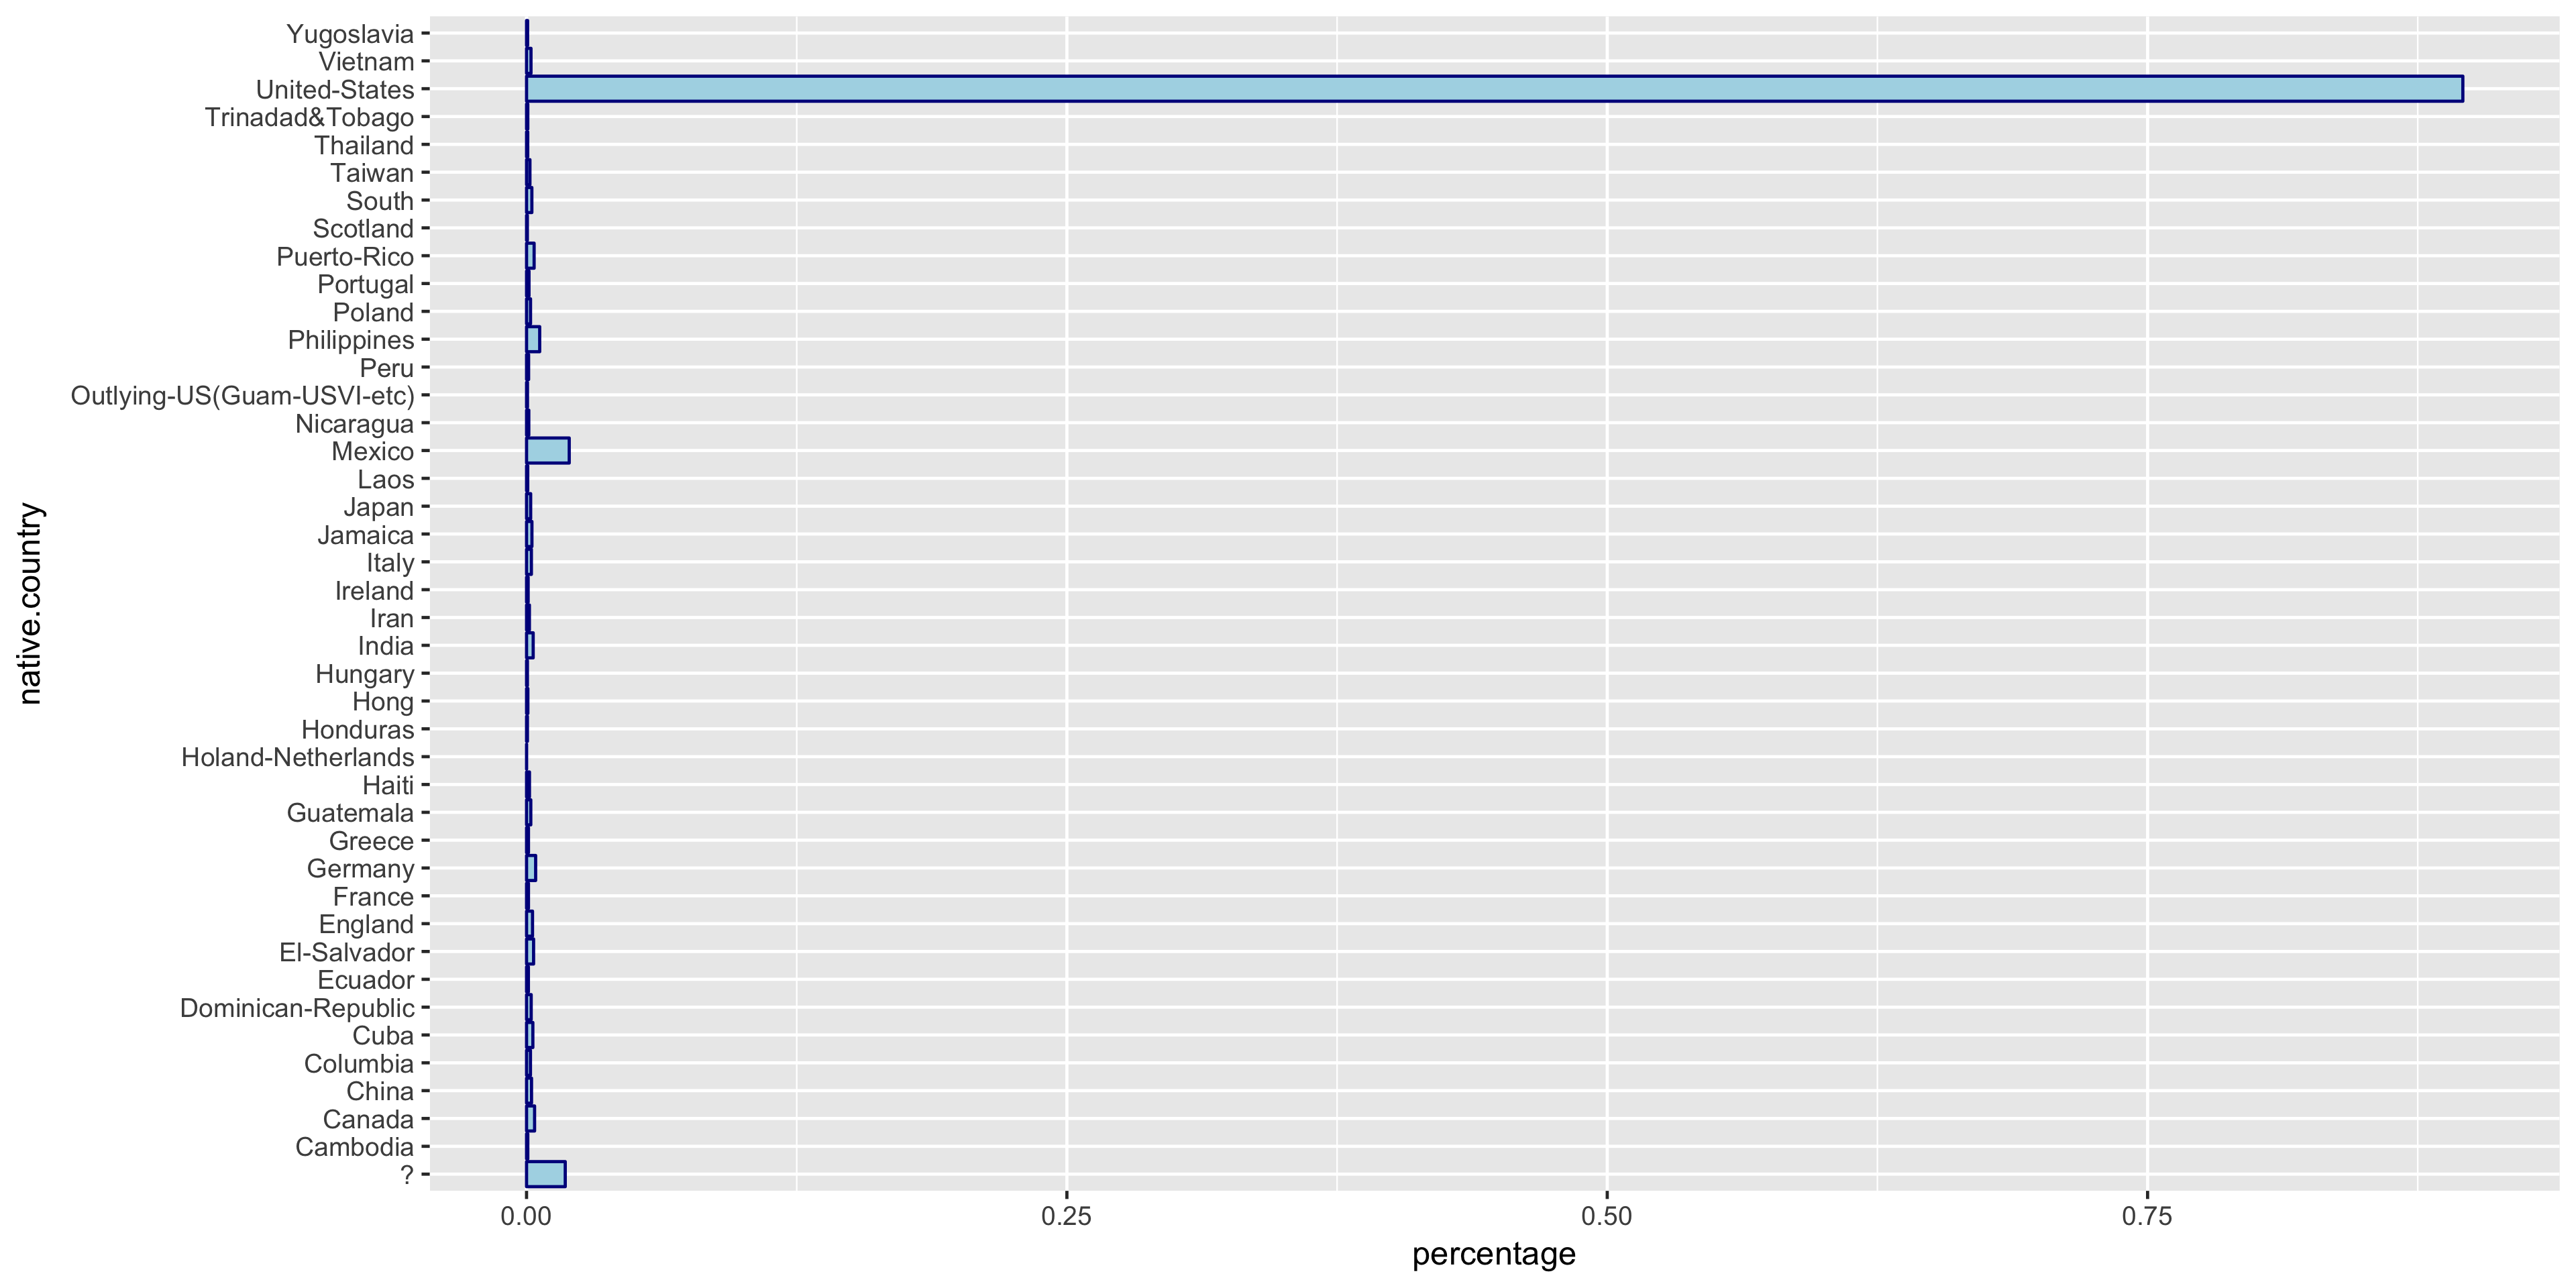 Yugoslavia
Vietnam
United-States
Trinadad&Tobago
Thailand
Taiwan
South
Scotland
Puerto-Rico
Portugal
Poland
Philippines
Peru
Outlying-US(Guam-USVI-etc)
Nicaragua
Mexico
Laos
Japan
Jamaica
Italy
Ireland
Iran
India
Hungary
Hong
Honduras
Holand-Netherlands
Haiti
Guatemala
Greece
Germany
France
England
El-Salvador
Ecuador
Dominican-Republic
Cuba
Columbia
China
Canada
Cambodia
?
native.country
0.00 0.25 0.50 0.75
percentage